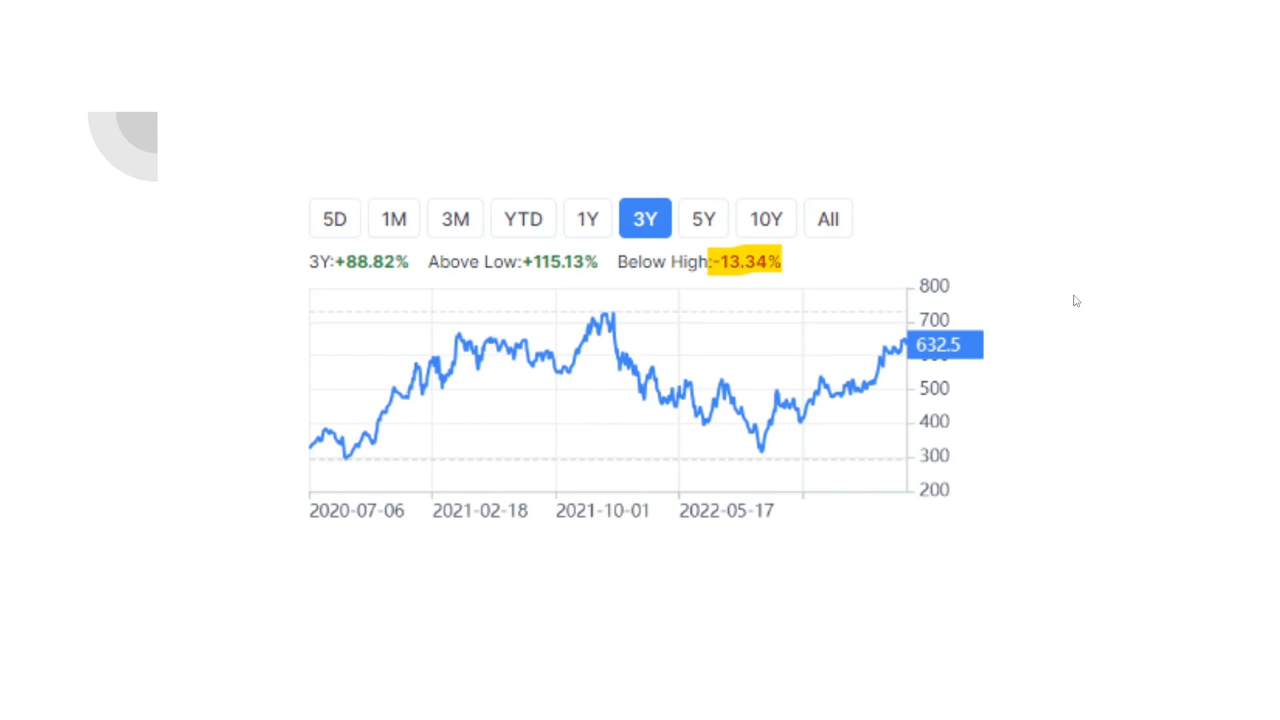 5D 1M 3M YTD 1Y 3Y 5Y 10Y All
3Y:+88.82% Above Low:+115.13% Below High:-13.34%
800
700
632.5
500
400
300
200
2020-07-06 2021-02-18 2021-10-01 2022-05-17